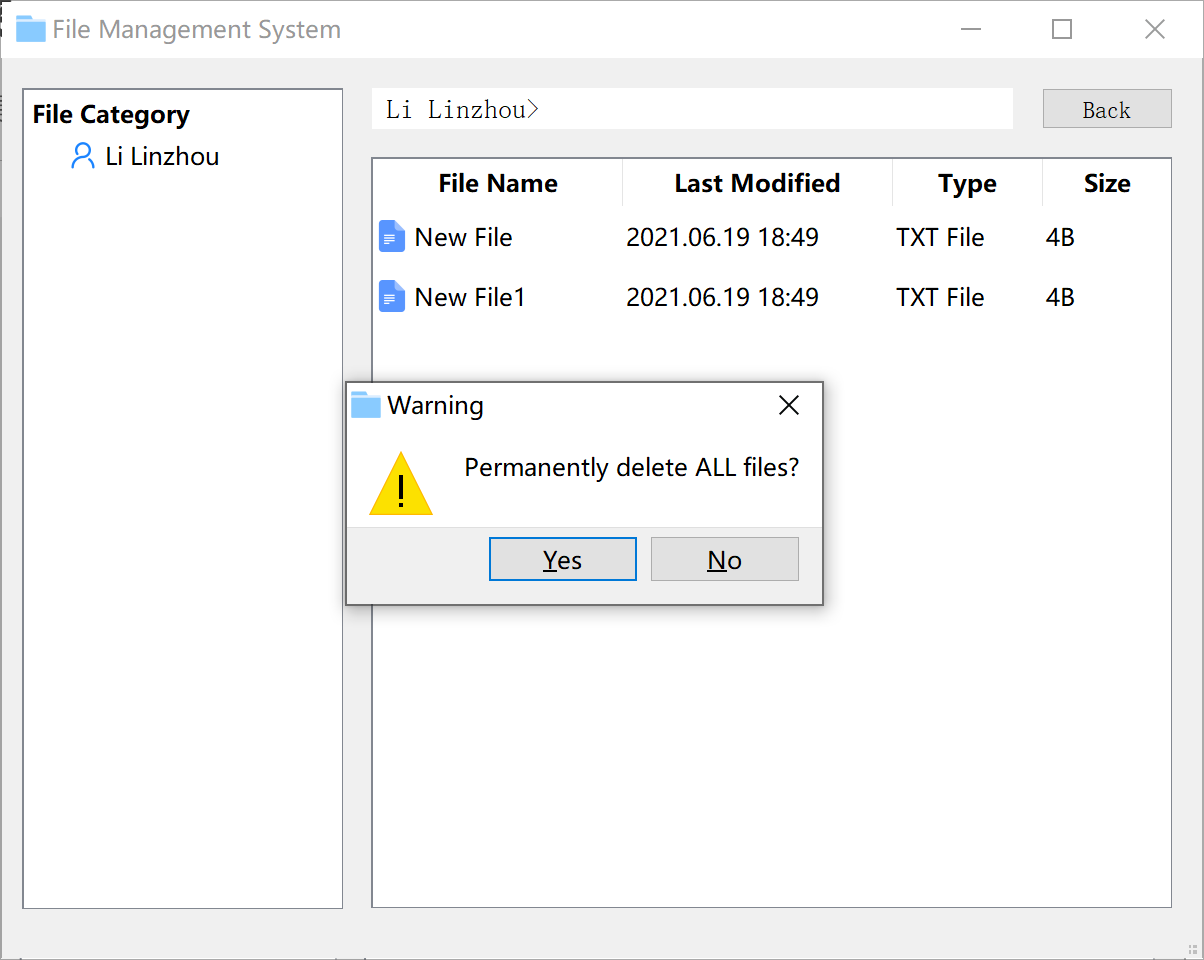 File Management System
File Category
Li Linzhou
Li Linzhou>
Back
File Name Last Modified Type Size
New File 2021.06.19 18:49 TXT File 4B
New File1 2021.06.19 18:49 TXT File 4B
Warning
Permanently delete ALL files?
Yes No